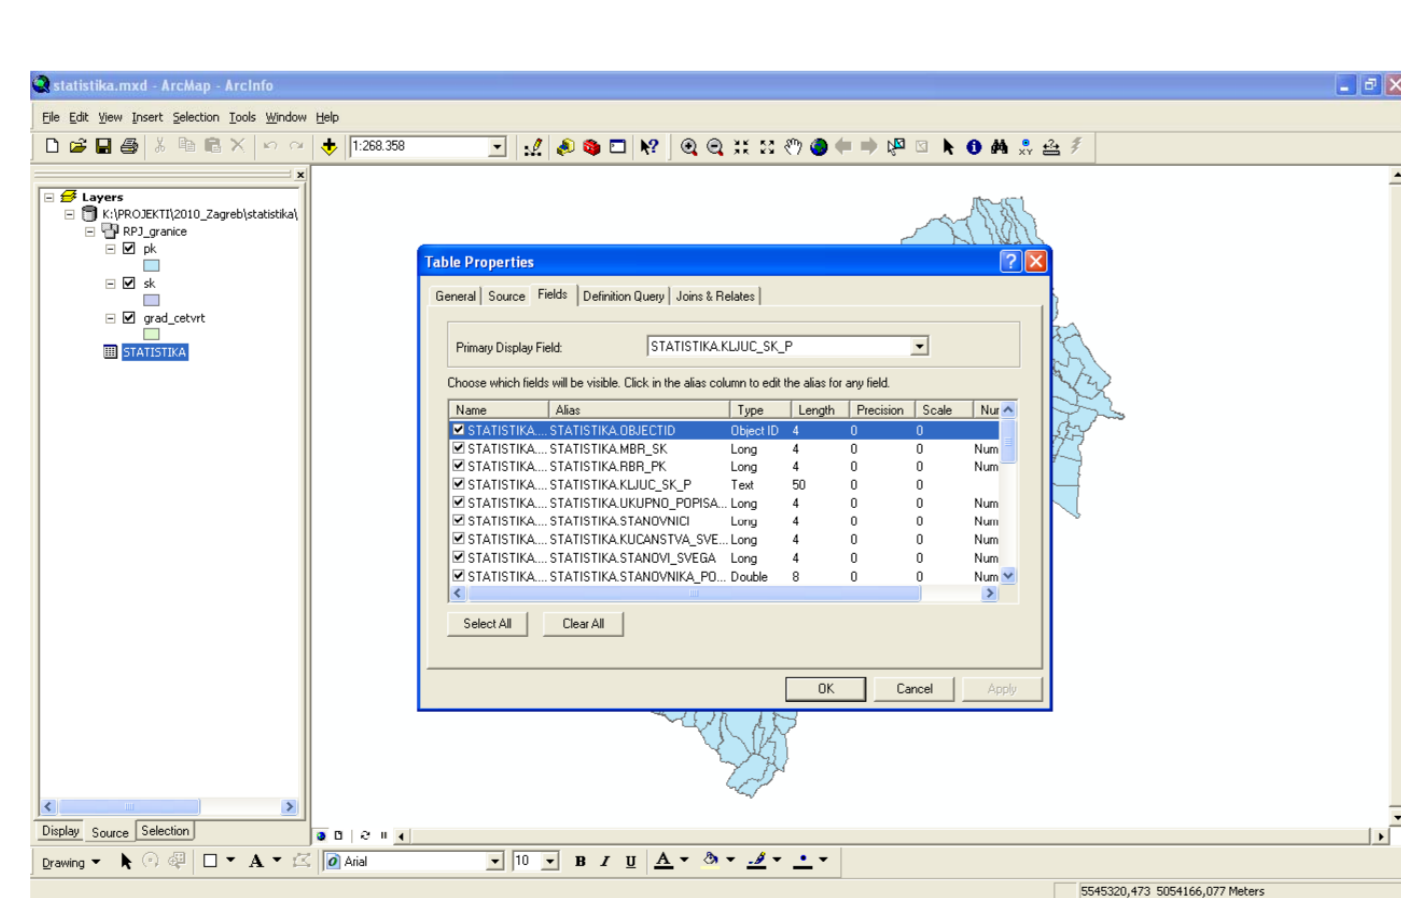 statistika.mxd - ArcMap - ArcInfo
File Edit View Insert Selection Tools Window Help
1:268.358
Layers
K:\PROJEKTI\2010_Zagreb\statistika\
RPJ_granice
pk
sk
grad_cetvrt
STATISTIKA
Table Properties
General Source Fields Definition Query Joins & Relates
Primary Display Field: STATISTIKA.KLJUC_SK_P
Choose which fields will be visible. Click in the alias column to edit the alias for any field.
Name Alias Type Length Precision Scale Nur
STATISTIKA.... STATISTIKA.OBJECTID Object ID 4 0 0
STATISTIKA.... STATISTIKA.MBR_SK Long 4 0 0 Num
STATISTIKA.... STATISTIKA.RBR_PK Long 4 0 0 Num
STATISTIKA.... STATISTIKA.KLJUC_SK_P Text 50 0 0
STATISTIKA.... STATISTIKA.UKUPNO_POPISA... Long 4 0 0 Num
STATISTIKA.... STATISTIKA.STANOVNICI Long 4 0 0 Num
STATISTIKA.... STATISTIKA.KUCANSTVA_SVE... Long 4 0 0 Num
STATISTIKA.... STATISTIKA.STANOVI_SVEGA Long 4 0 0 Num
STATISTIKA.... STATISTIKA.STANOVNIKA_PO... Double 8 0 0 Num
Select All Clear All
OK Cancel Apply
Display Source Selection
Drawing A Arial 10 B I U A
5545320,473 5054166,077 Meters